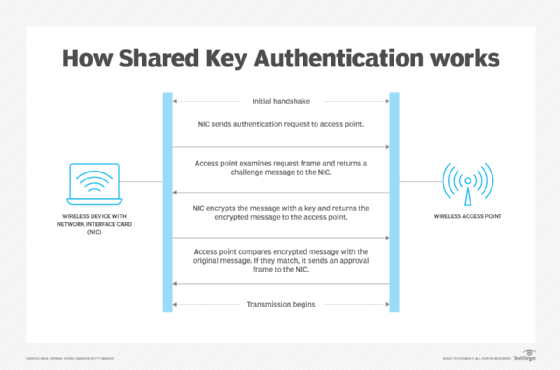 How Shared Key Authentication works
Initial handshake
NIC sends authentication request to access point.
Access point examines request frame and returns a
challenge message to the NIC.
NIC encrypts the message with a key and returns the
encrypted message to the access point.
Access point compares encrypted message with the
original message. If they match, it sends an approval
frame to the NIC.
Transmission begins
WIRELESS DEVICE WITH
NETWORK INTERFACE CARD
(NIC)
WIRELESS ACCESS POINT
TechTarget